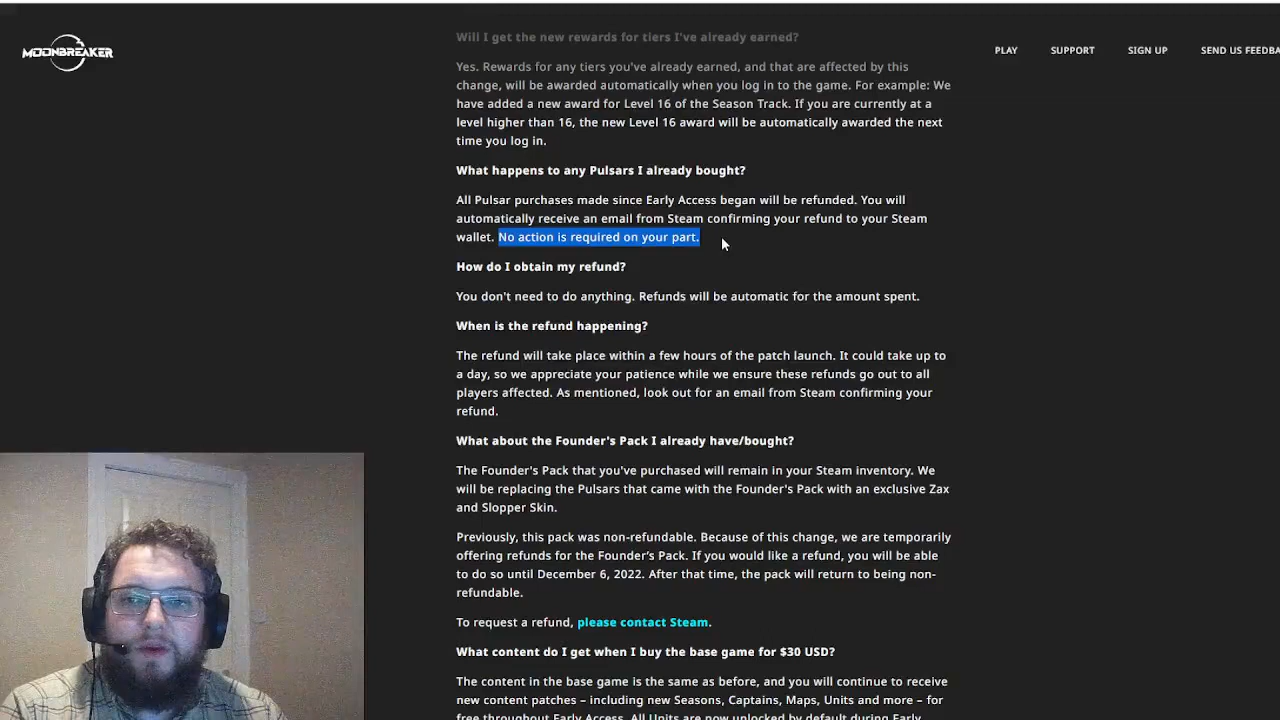 MOONBREAKER
PLAY
SUPPORT
SIGN UP
SEND US FEEDBA
Will I get the new rewards for tiers I've already earned?
Yes. Rewards for any tiers you've already earned, and that are affected by this
change, will be awarded automatically when you log in to the game. For example: We
have added a new award for Level 16 of the Season Track. If you are currently at a
level higher than 16, the new Level 16 award will be automatically awarded the next
time you log in.
What happens to any Pulsars I already bought?
All Pulsar purchases made since Early Access began will be refunded. You will
automatically receive an email from Steam confirming your refund to your Steam
wallet. No action is required on your part.
How do I obtain my refund?
You don't need to do anything. Refunds will be automatic for the amount spent.
When is the refund happening?
The refund will take place within a few hours of the patch launch. It could take up to
a day, so we appreciate your patience while we ensure these refunds go out to all
players affected. As mentioned, look out for an email from Steam confirming your
refund.
What about the Founder's Pack I already have/bought?
The Founder's Pack that you've purchased will remain in your Steam inventory. We
will be replacing the Pulsars that came with the Founder's Pack with an exclusive Zax
and Slopper Skin.
Previously, this pack was non-refundable. Because of this change, we are temporarily
offering refunds for the Founder's Pack. If you would like a refund, you will be able
to do so until December 6, 2022. After that time, the pack will return to being non-
refundable.
To request a refund, please contact Steam.
What content do I get when I buy the base game for $30 USD?
The content in the base game is the same as before, and you will continue to receive
new content patches – including new Seasons, Captains, Maps, Units and more – for
free throughout Early Access. All Units are now unlocked by default during Early